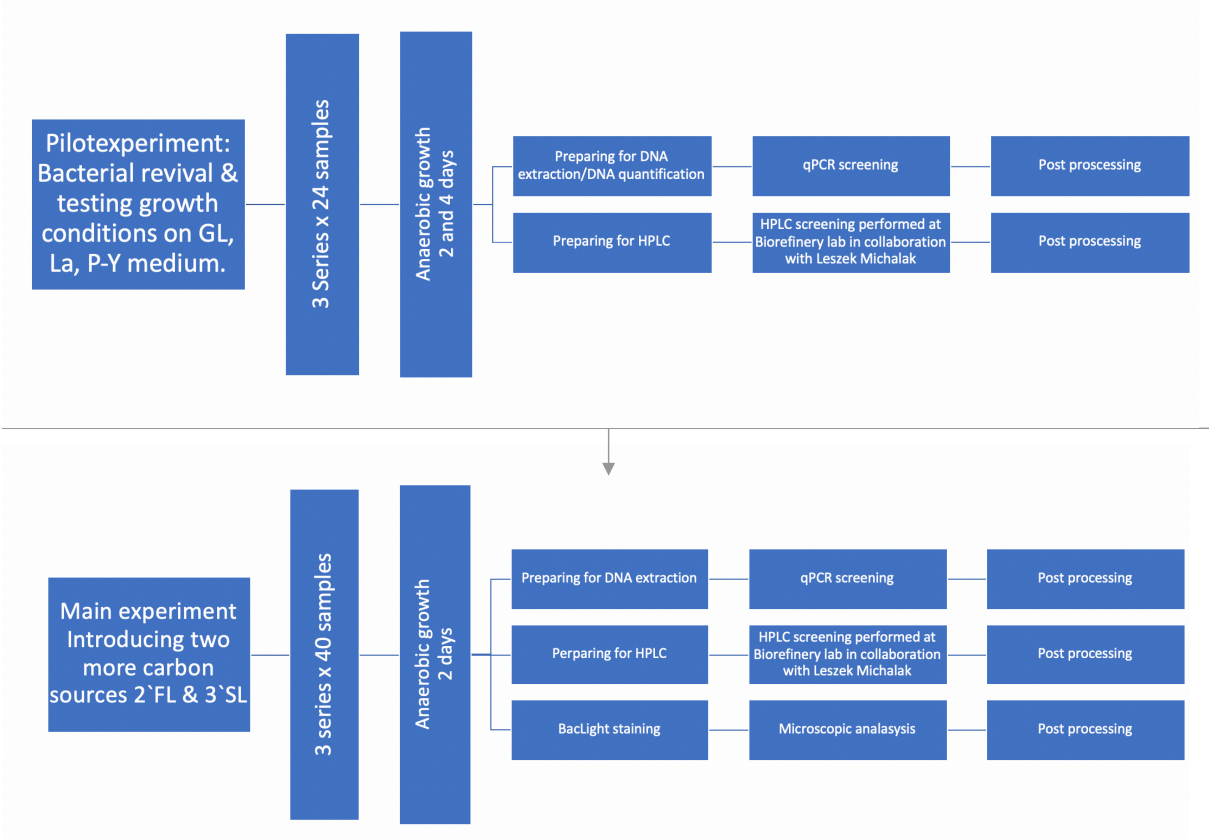 Pilotexperiment:
Bacterial revival &
testing growth
conditions on GL,
La, P-Y medium.
3 Series x 24 samples
Anaerobic growth
2 and 4 days
Preparing for DNA
extraction/DNA quantification
qPCR screening
Post proscessing
Preparing for HPLC
HPLC screening performed at
Biorefinery lab in collaboration
with Leszek Michalak
Post proscessing
Main experiment
Introducing two
more carbon
sources 2`FL & 3`SL
3 series x 40 samples
Anaerobic growth
2 days
Preparing for DNA extraction
qPCR screening
Post processing
Perparing for HPLC
HPLC screening performed at
Biorefinery lab in collaboration
with Leszek Michalak
Post processing
BacLight staining
Microscopic analasysis
Post processing